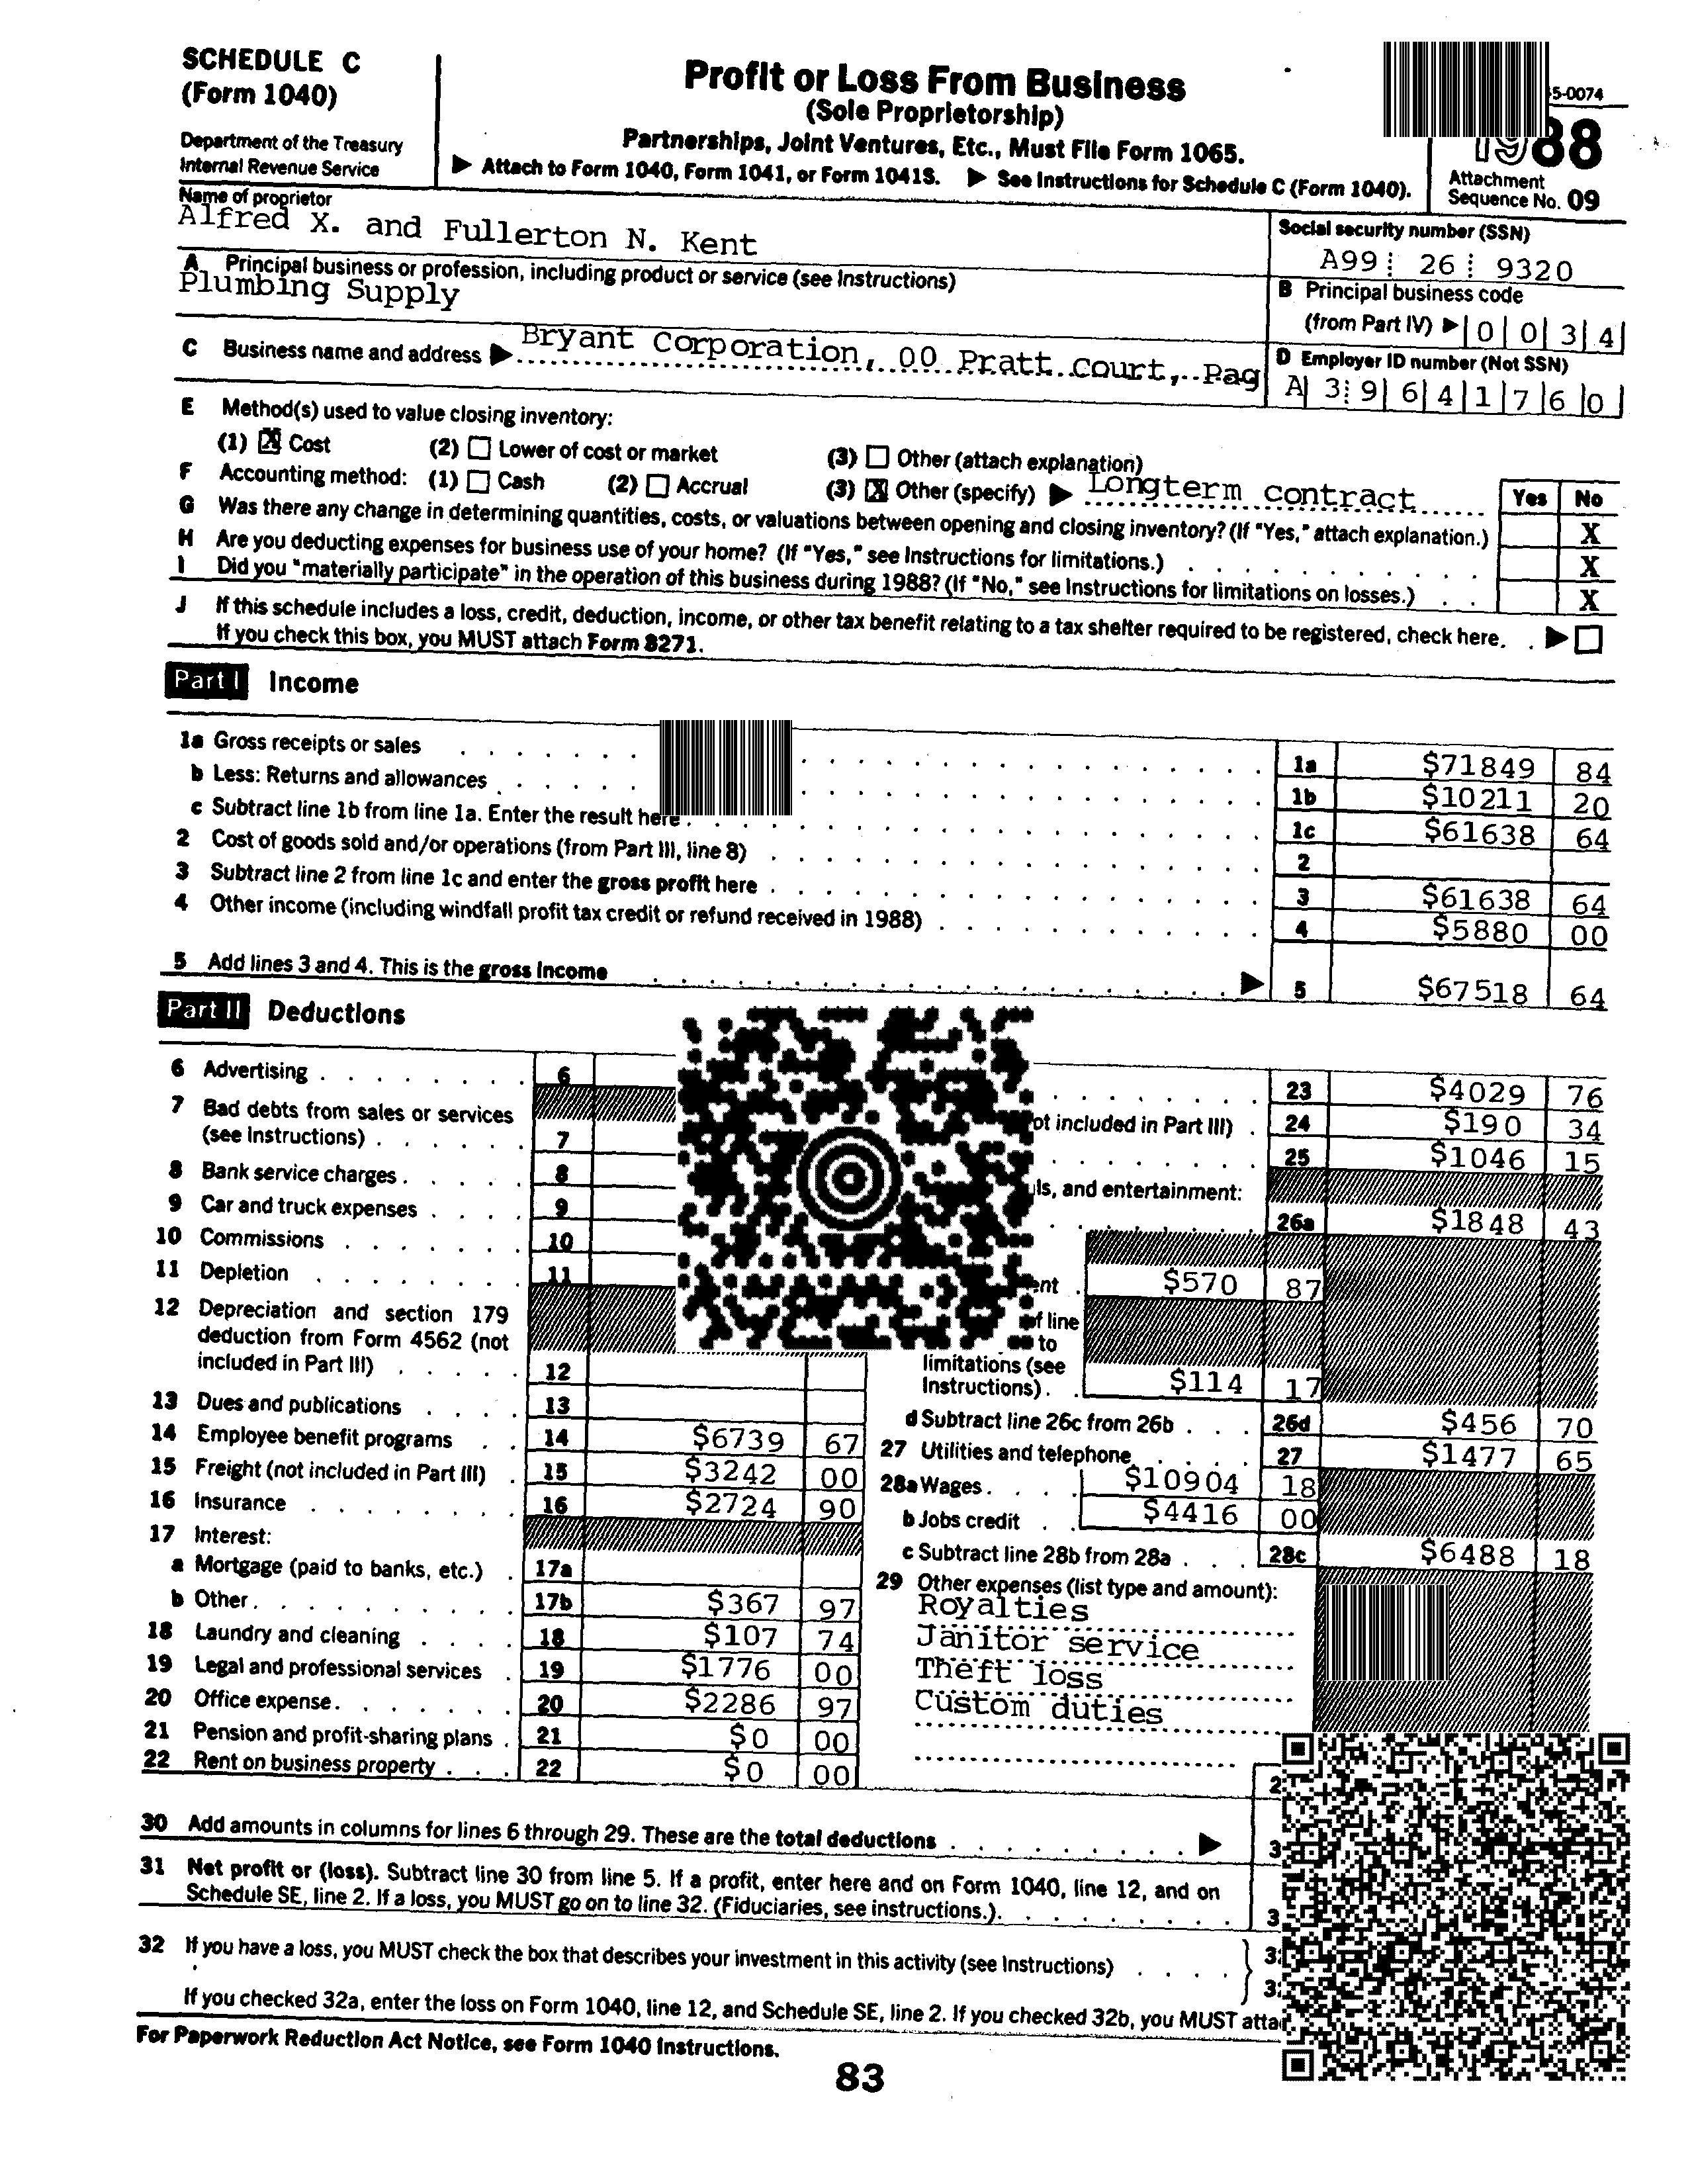 SCHEDULE C
(Form 1040)
Department of the Treasury
Internal Revenue Service
Profit or Loss From Business
(Sole Proprietorship)
Partnerships, Joint Ventures, Etc., Must File Form 1065.
▶ Attach to Form 1040, Form 1041, or Form 1041S. ▶ See Instructions for Schedule C (Form 1040).
5-0074
1988
Attachment
Sequence No. 09
Name of proprietor
Alfred X. and Fullerton N. Kent
Social security number (SSN)
A99 26 9320
A Principal business or profession, including product or service (see Instructions)
Plumbing Supply
B Principal business code
(from Part IV) ▶ 0 0 3 4
C Business name and address ▶ Bryant Corporation, 00 Pratt Court, Pag
D Employer ID number (Not SSN)
A 3 9 6 4 1 7 6 0
E Method(s) used to value closing inventory:
(1) X Cost (2) Lower of cost or market (3) Other (attach explanation)
F Accounting method: (1) Cash (2) Accrual (3) X Other (specify) ▶ Longterm contract
Yes No
G Was there any change in determining quantities, costs, or valuations between opening and closing inventory? (If "Yes," attach explanation.) X
H Are you deducting expenses for business use of your home? (If "Yes," see Instructions for limitations.) X
I Did you "materially participate" in the operation of this business during 1988? (If "No," see Instructions for limitations on losses.) X
J If this schedule includes a loss, credit, deduction, income, or other tax benefit relating to a tax shelter required to be registered, check here. ▶
If you check this box, you MUST attach Form 8271.
Part I Income
1a Gross receipts or sales 1a $71849 84
b Less: Returns and allowances 1b $10211 20
c Subtract line 1b from line 1a. Enter the result here 1c $61638 64
2 Cost of goods sold and/or operations (from Part III, line 8) 2
3 Subtract line 2 from line 1c and enter the gross profit here 3 $61638 64
4 Other income (including windfall profit tax credit or refund received in 1988) 4 $5880 00
5 Add lines 3 and 4. This is the gross income ▶ 5 $67518 64
Part II Deductions
6 Advertising 6
7 Bad debts from sales or services
(see Instructions) 7
8 Bank service charges 8
9 Car and truck expenses 9
10 Commissions 10
11 Depletion 11
12 Depreciation and section 179
deduction from Form 4562 (not
included in Part III) 12
13 Dues and publications 13
14 Employee benefit programs 14 $6739 67
15 Freight (not included in Part III) 15 $3242 00
16 Insurance 16 $2724 90
17 Interest:
a Mortgage (paid to banks, etc.) 17a
b Other 17b $367 97
18 Laundry and cleaning 18 $107 74
19 Legal and professional services 19 $1776 00
20 Office expense 20 $2286 97
21 Pension and profit-sharing plans 21 $0 00
22 Rent on business property 22 $0 00
23 $4029 76
included in Part III) 24 $190 34
25 $1046 15
and entertainment:
26a $1848 43
$570 87
line
to
limitations (see
Instructions). $114 17
d Subtract line 26c from 26b 26d $456 70
27 Utilities and telephone 27 $1477 65
28a Wages $10904 18
b Jobs credit $4416 00
c Subtract line 28b from 28a 28c $6488 18
29 Other expenses (list type and amount):
Royalties
Janitor service
Theft loss
Custom duties
30 Add amounts in columns for lines 6 through 29. These are the total deductions ▶
31 Net profit or (loss). Subtract line 30 from line 5. If a profit, enter here and on Form 1040, line 12, and on
Schedule SE, line 2. If a loss, you MUST go on to line 32. (Fiduciaries, see instructions.)
32 If you have a loss, you MUST check the box that describes your investment in this activity (see Instructions)
If you checked 32a, enter the loss on Form 1040, line 12, and Schedule SE, line 2. If you checked 32b, you MUST
For Paperwork Reduction Act Notice, see Form 1040 Instructions.
83